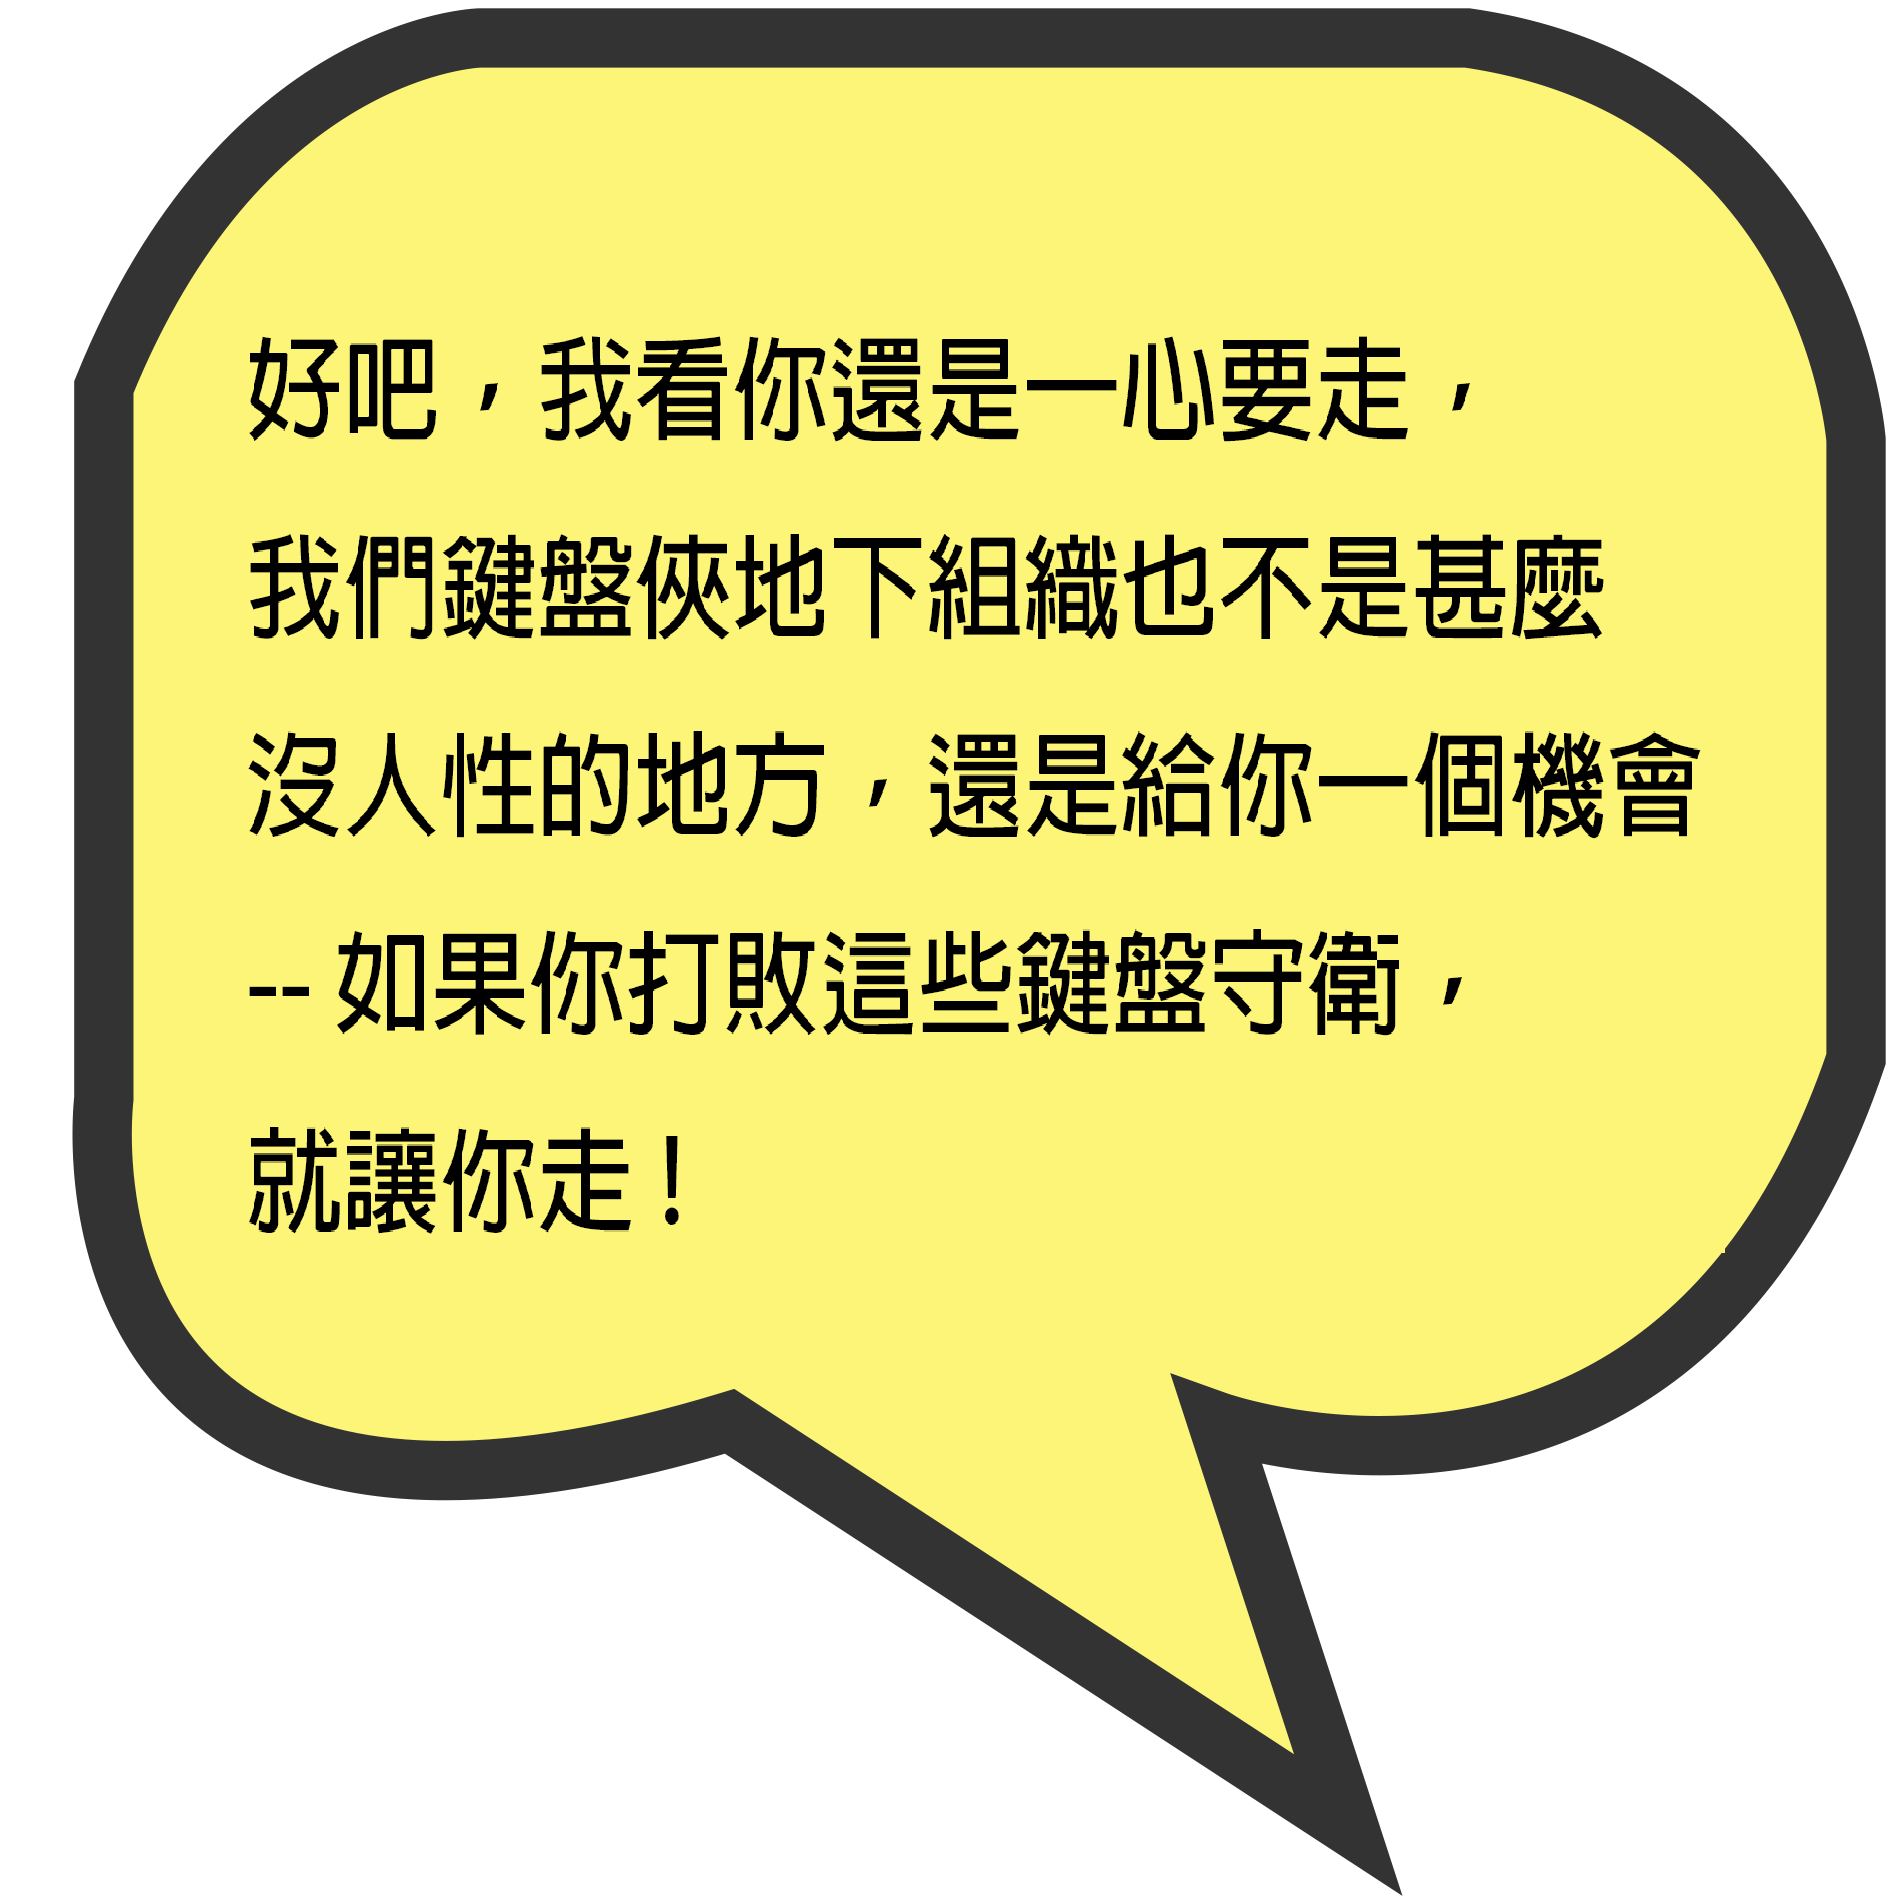 好吧，我看你還是一心要走，
我們鍵盤俠地下組織也不是甚麼
沒人性的地方，還是給你一個機會
-- 如果你打敗這些鍵盤守衛，
就讓你走!